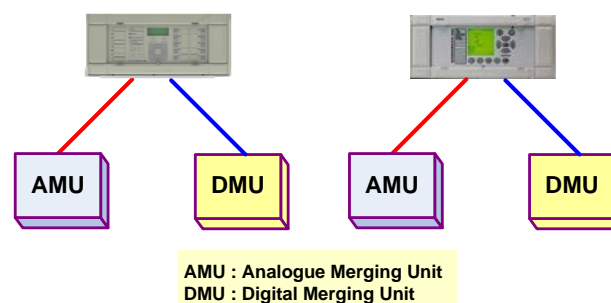 AMU
DMU
AMU
DMU
AMU : Analogue Merging Unit
DMU : Digital Merging Unit